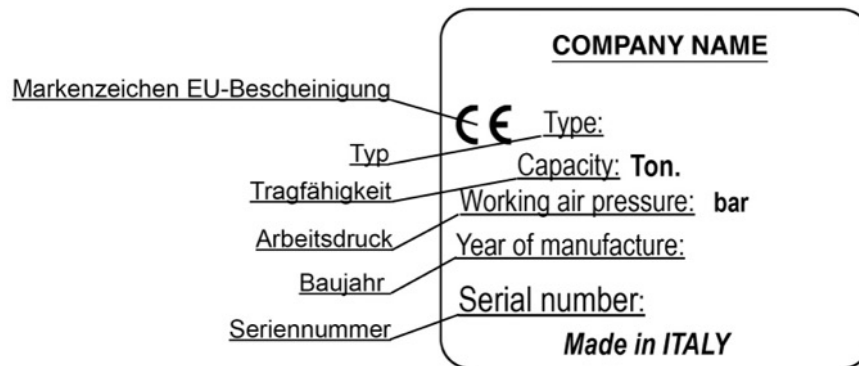 COMPANY NAME
Markenzeichen EU-Bescheinigung
CE Type:
Typ
Capacity: Ton.
Tragfähigkeit
Working air pressure: bar
Arbeitsdruck
Year of manufacture:
Baujahr
Serial number:
Seriennummer
Made in ITALY